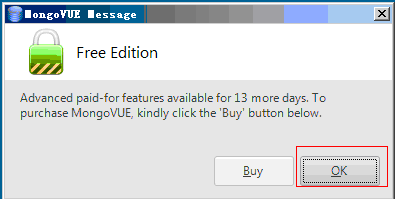 MongoVUE Message
Free Edition
Advanced paid-for features available for 13 more days. To
purchase MongoVUE, kindly click the 'Buy' button below.
Buy
OK